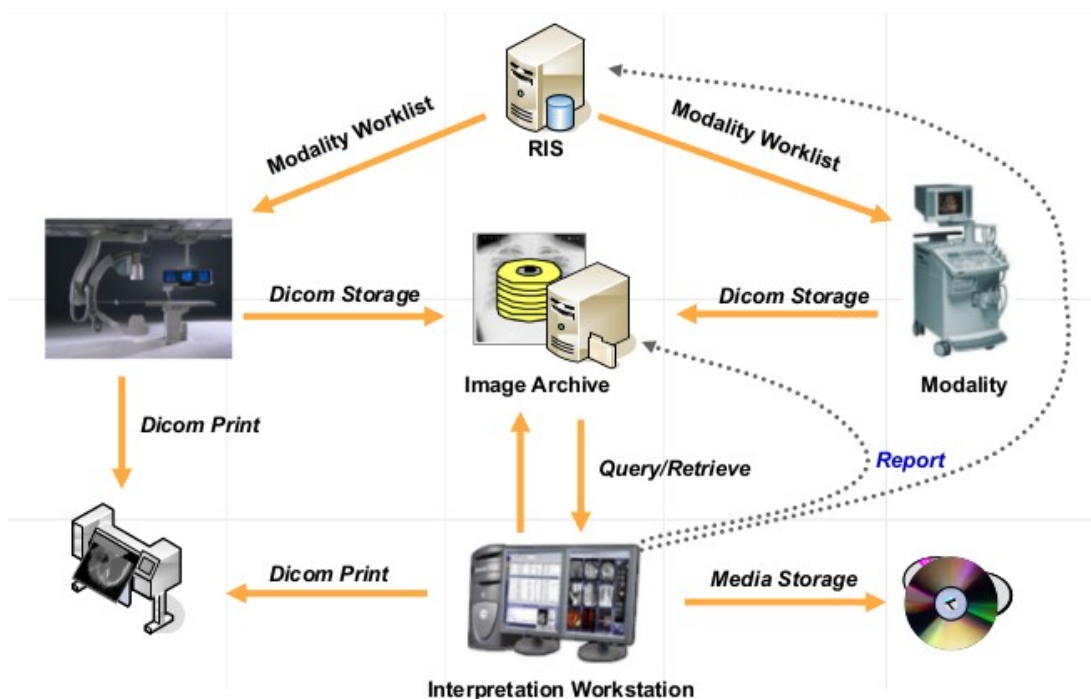 Modality Worklist
Modality Worklist
RIS
Dicom Storage
Dicom Storage
Image Archive
Modality
Dicom Print
Query/Retrieve
Report
Dicom Print
Media Storage
Interpretation Workstation